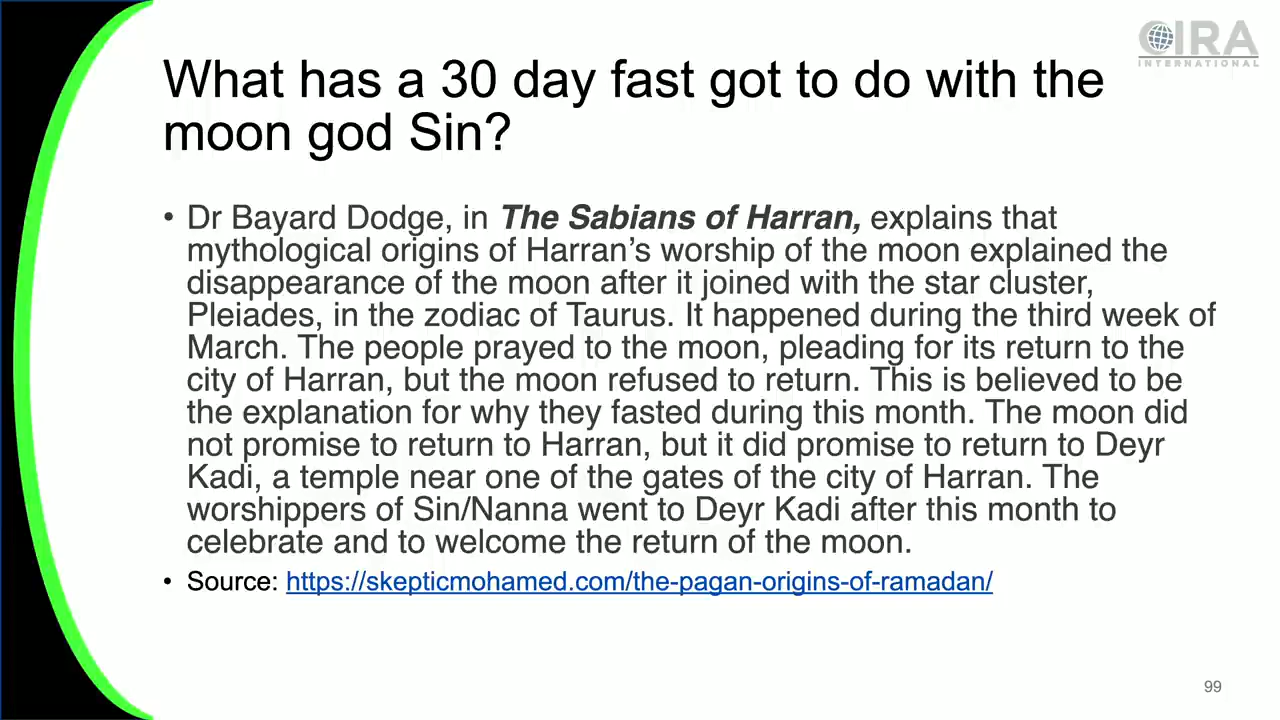 CIRA
INTERNATIONAL
What has a 30 day fast got to do with the
moon god Sin?
• Dr Bayard Dodge, in The Sabians of Harran, explains that
mythological origins of Harran’s worship of the moon explained the
disappearance of the moon after it joined with the star cluster,
Pleiades, in the zodiac of Taurus. It happened during the third week of
March. The people prayed to the moon, pleading for its return to the
city of Harran, but the moon refused to return. This is believed to be
the explanation for why they fasted during this month. The moon did
not promise to return to Harran, but it did promise to return to Deyr
Kadi, a temple near one of the gates of the city of Harran. The
worshippers of Sin/Nanna went to Deyr Kadi after this month to
celebrate and to welcome the return of the moon.
• Source: https://skepticmohamed.com/the-pagan-origins-of-ramadan/
99